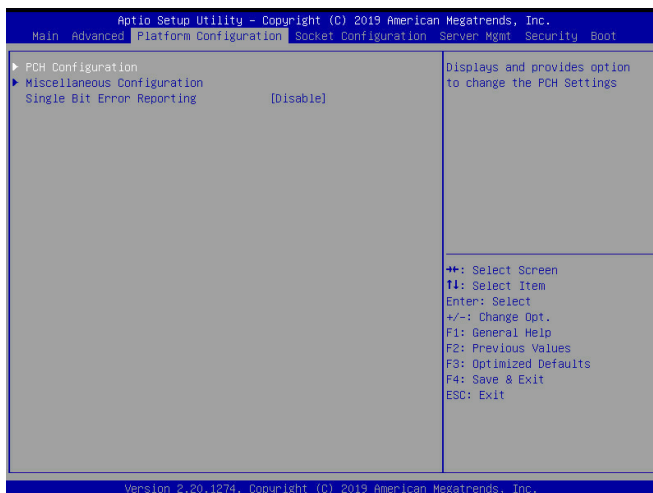 Aptio Setup Utility – Copyright (C) 2019 American Megatrends, Inc.
Main Advanced Platform Configuration Socket Configuration Server Mgmt Security Boot
▶ PCH Configuration
▶ Miscellaneous Configuration
Single Bit Error Reporting [Disable]
Displays and provides option
to change the PCH Settings
→←: Select Screen
↑↓: Select Item
Enter: Select
+/-: Change Opt.
F1: General Help
F2: Previous Values
F3: Optimized Defaults
F4: Save & Exit
ESC: Exit
Version 2.20.1274. Copyright (C) 2019 American Megatrends, Inc.